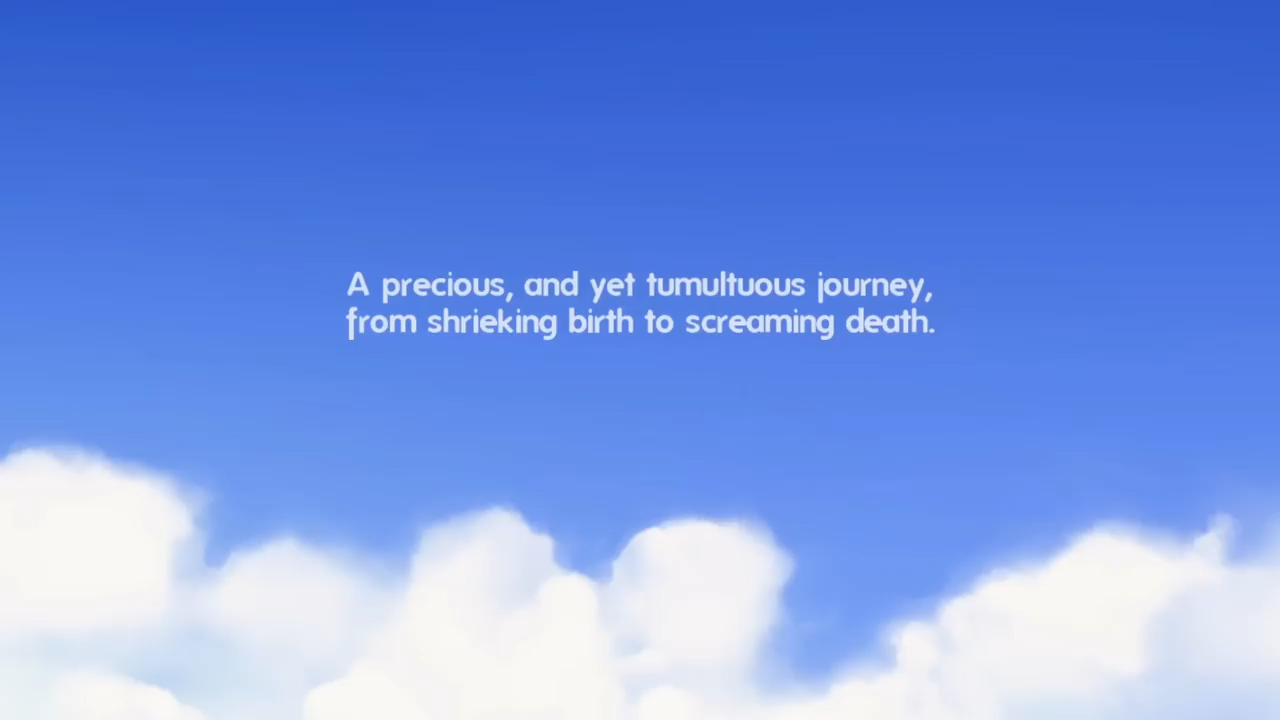 A precious, and yet tumultuous journey,
from shrieking birth to screaming death.